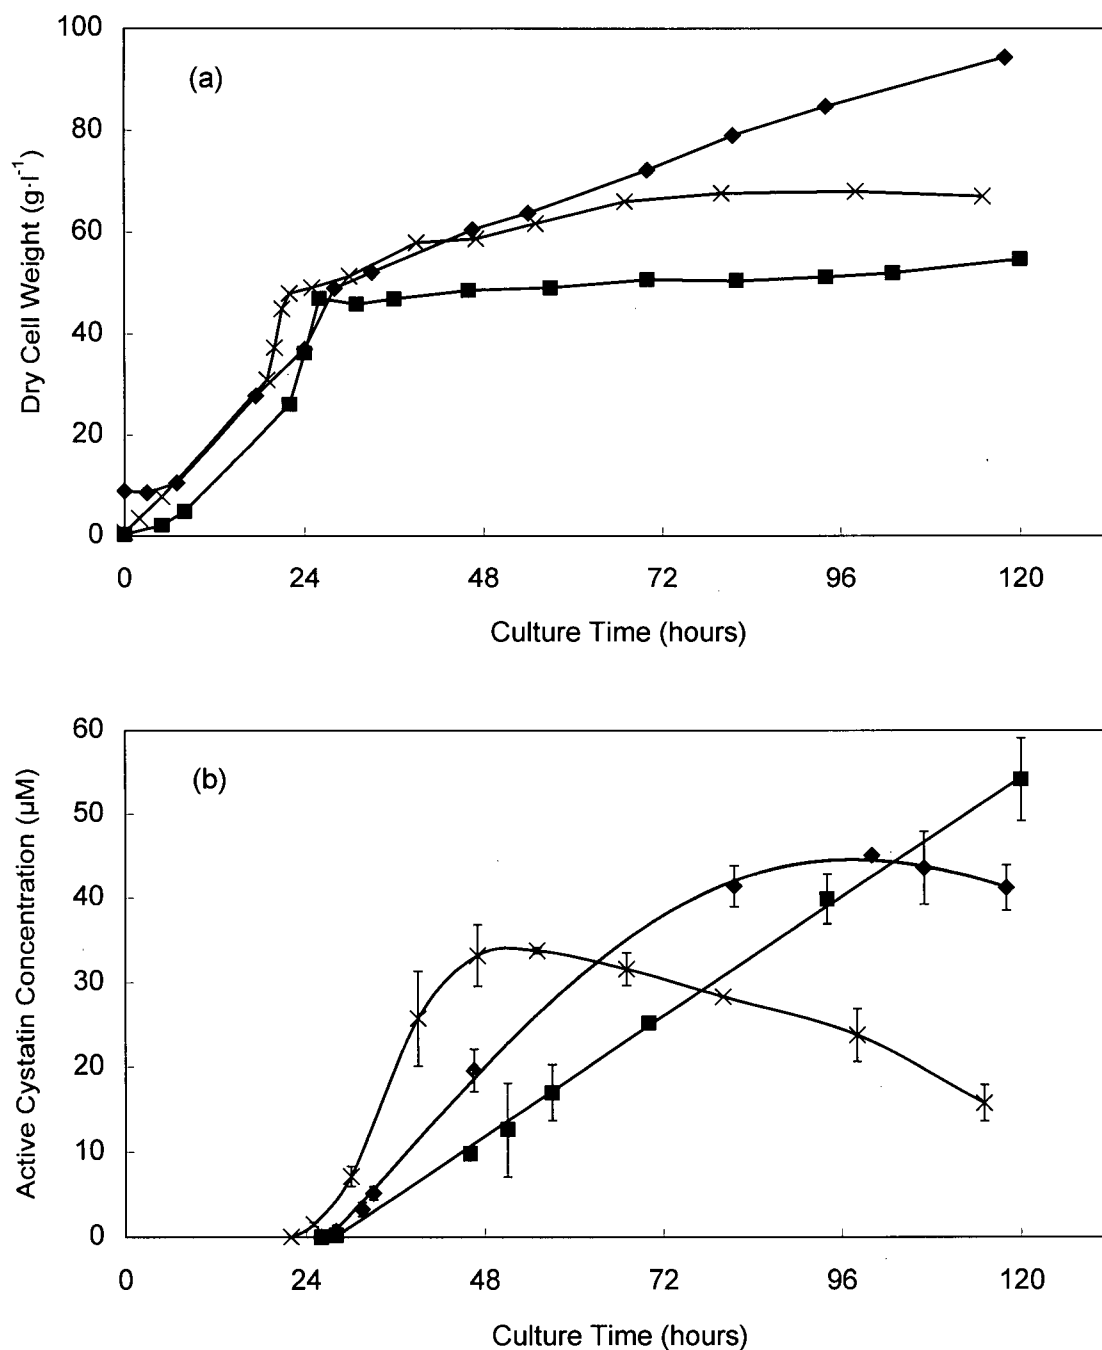 100
80
60
40
20
0
(a)
Dry Cell Weight (g·l⁻¹)
0 24 48 72 96 120
Culture Time (hours)
60
50
40
30
20
10
0
(b)
Active Cystatin Concentration (µM)
0 24 48 72 96 120
Culture Time (hours)